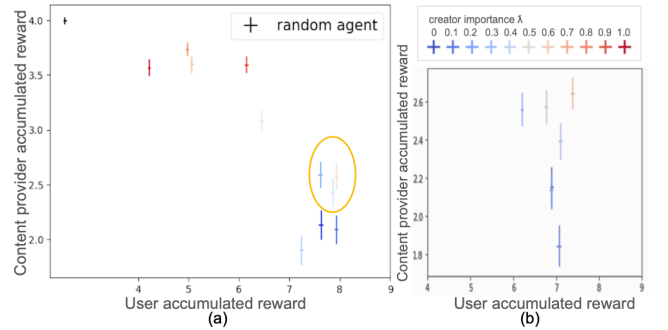 random agent
4.0
3.5
3.0
2.5
2.0
Content provider accumulated reward
4
5
6
7
8
9
User accumulated reward
(a)
creator importance λ
0 0.1 0.2 0.3 0.4 0.5 0.6 0.7 0.8 0.9 1.0
2.6
2.4
2.2
2.0
1.8
Content provider accumulated reward
4
5
6
7
8
9
User accumulated reward
(b)